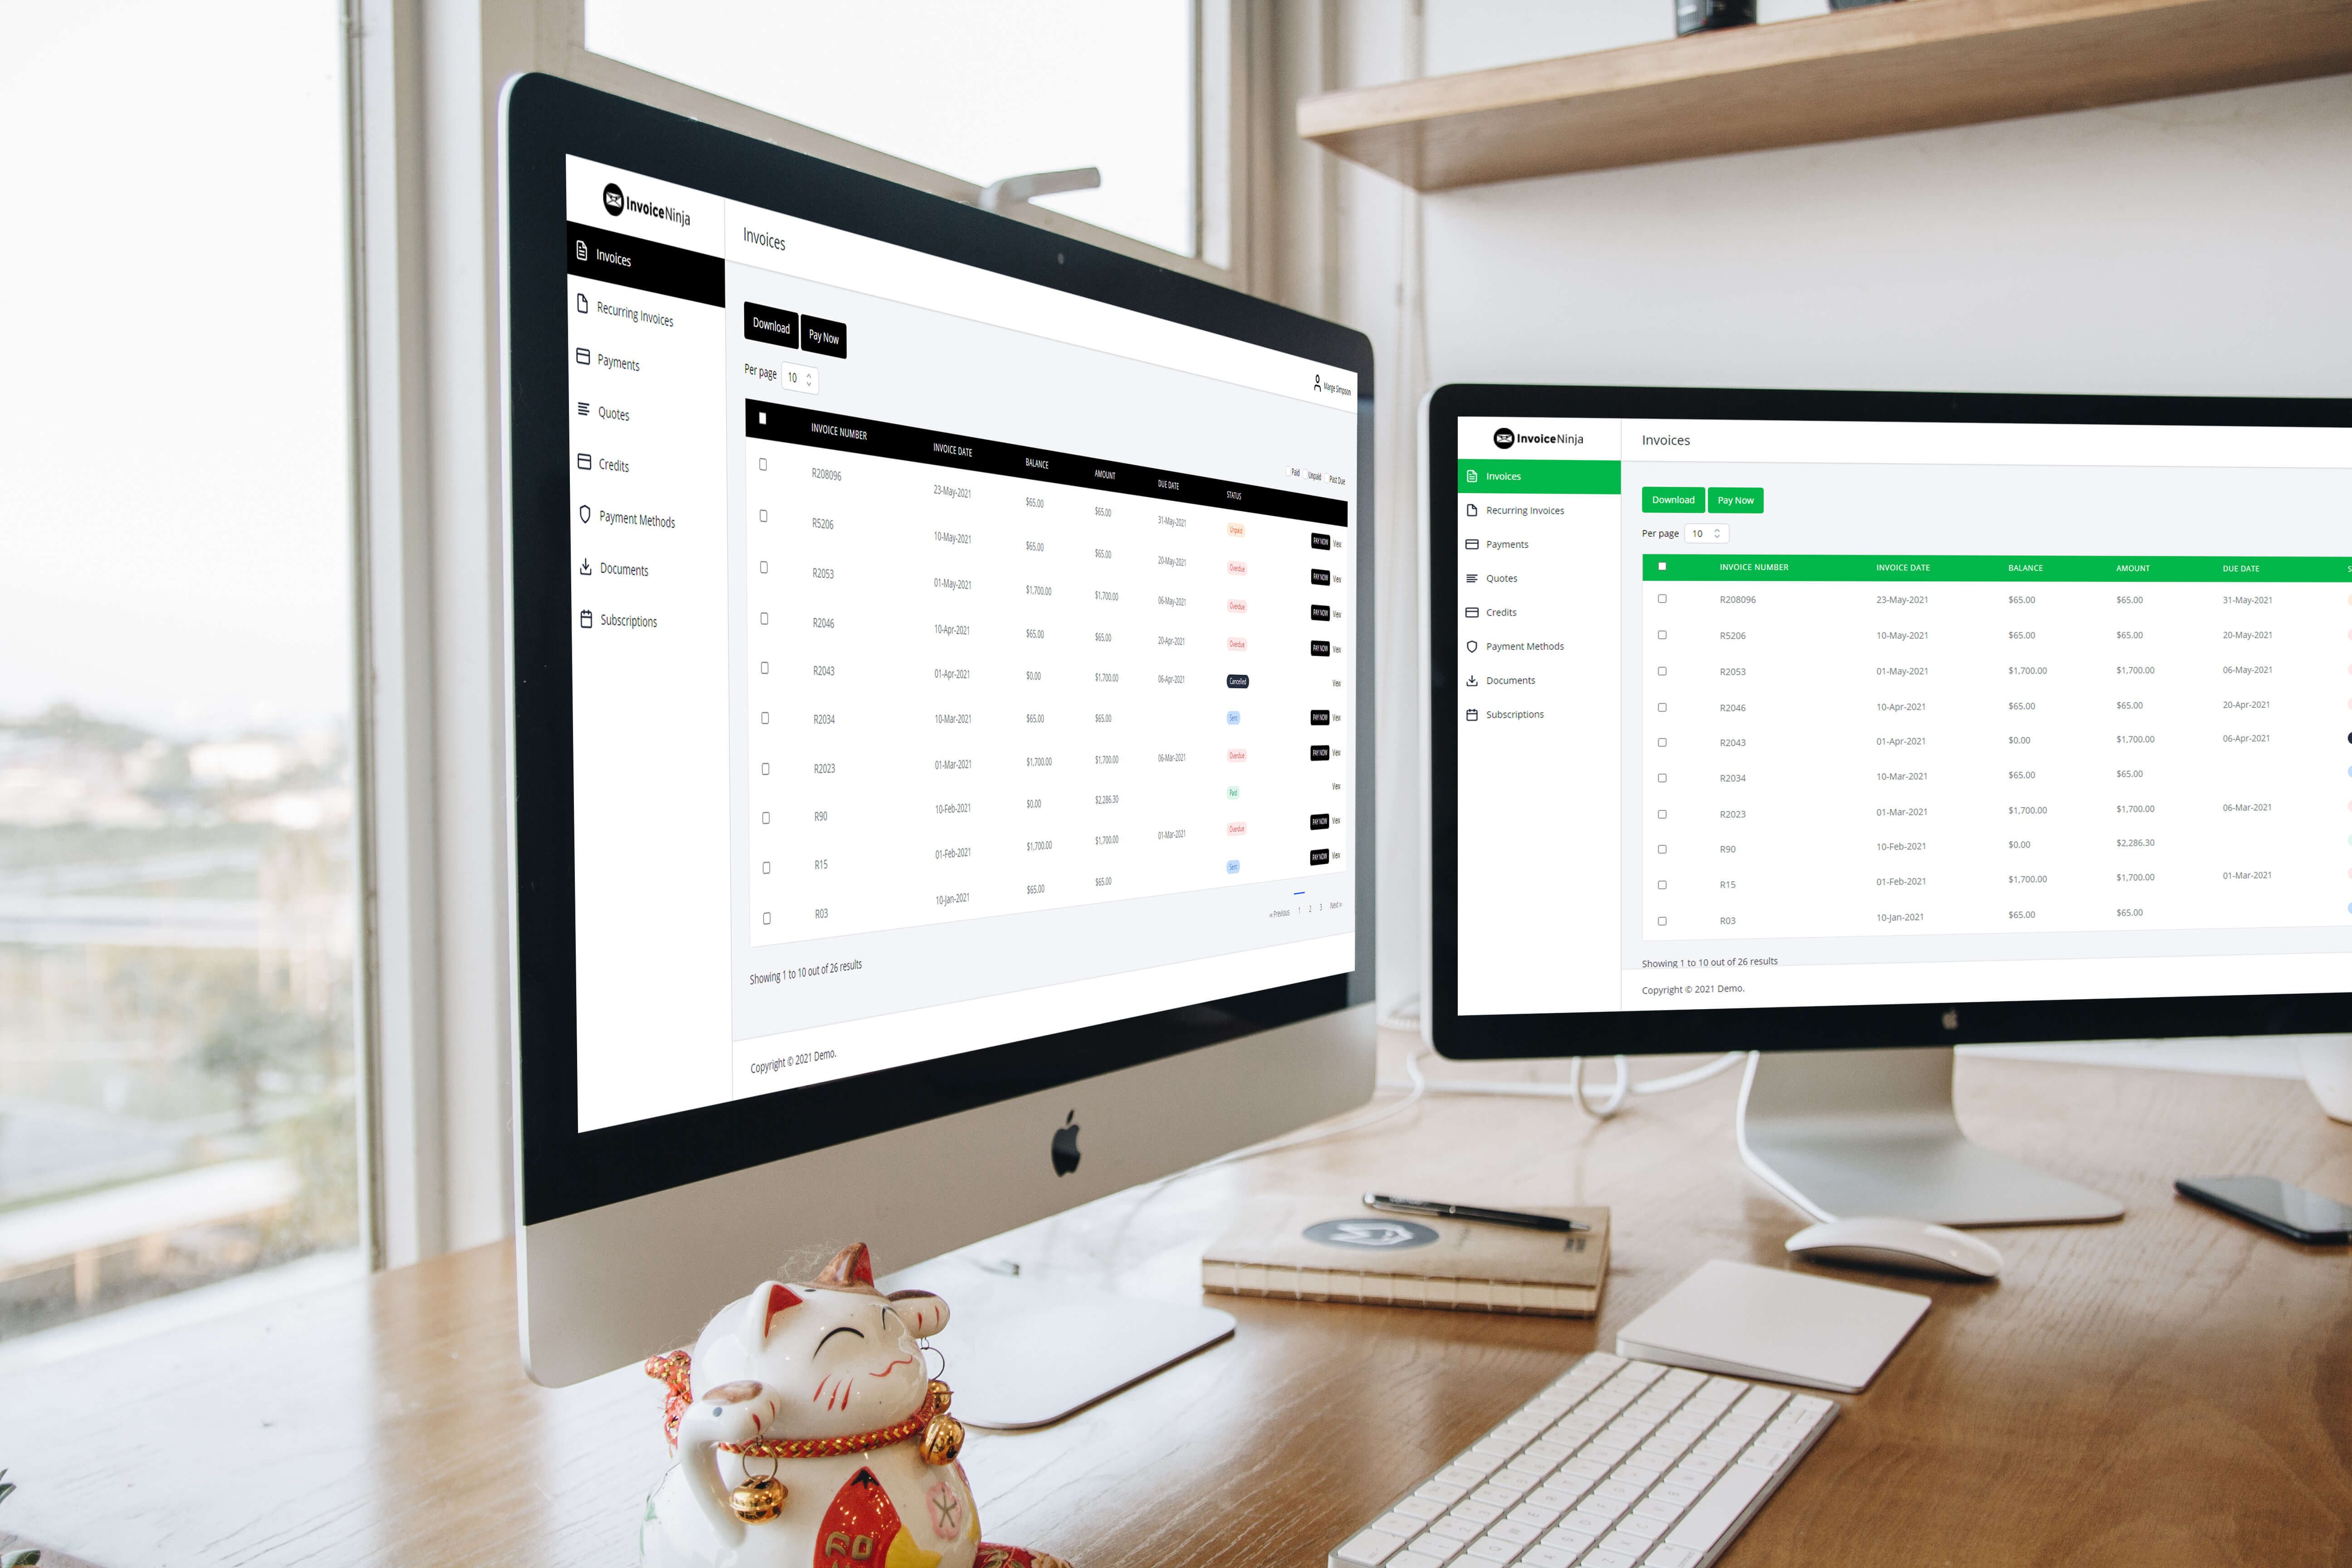 InvoiceNinja
Invoices
Recurring Invoices
Payments
Quotes
Credits
Payment Methods
Documents
Subscriptions
Invoices
Marge Simpson
Download Pay Now
Per page 10
Paid Unpaid Past Due
INVOICE NUMBER INVOICE DATE BALANCE AMOUNT DUE DATE STATUS
R208096 23-May-2021 $65.00 $65.00 31-May-2021 Unpaid PAY NOW View
R5206 10-May-2021 $65.00 $65.00 20-May-2021 Overdue PAY NOW View
R2053 01-May-2021 $1,700.00 $1,700.00 06-May-2021 Overdue PAY NOW View
R2046 10-Apr-2021 $65.00 $65.00 20-Apr-2021 Overdue PAY NOW View
R2043 01-Apr-2021 $0.00 $1,700.00 06-Apr-2021 Cancelled View
R2034 10-Mar-2021 $65.00 $65.00 Sent PAY NOW View
R2023 01-Mar-2021 $1,700.00 $1,700.00 06-Mar-2021 Overdue PAY NOW View
R90 10-Feb-2021 $0.00 $2,286.30 Paid View
R15 01-Feb-2021 $1,700.00 $1,700.00 01-Mar-2021 Overdue PAY NOW View
R03 10-Jan-2021 $65.00 $65.00 Sent PAY NOW View
Showing 1 to 10 out of 26 results
« Previous 1 2 3 Next »
Copyright © 2021 Demo.
InvoiceNinja
Invoices
Recurring Invoices
Payments
Quotes
Credits
Payment Methods
Documents
Subscriptions
Invoices
Download Pay Now
Per page 10
INVOICE NUMBER INVOICE DATE BALANCE AMOUNT DUE DATE S
R208096 23-May-2021 $65.00 $65.00 31-May-2021
R5206 10-May-2021 $65.00 $65.00 20-May-2021
R2053 01-May-2021 $1,700.00 $1,700.00 06-May-2021
R2046 10-Apr-2021 $65.00 $65.00 20-Apr-2021
R2043 01-Apr-2021 $0.00 $1,700.00 06-Apr-2021
R2034 10-Mar-2021 $65.00 $65.00
R2023 01-Mar-2021 $1,700.00 $1,700.00 06-Mar-2021
R90 10-Feb-2021 $0.00 $2,286.30
R15 01-Feb-2021 $1,700.00 $1,700.00 01-Mar-2021
R03 10-Jan-2021 $65.00 $65.00
Showing 1 to 10 out of 26 results
Copyright © 2021 Demo.